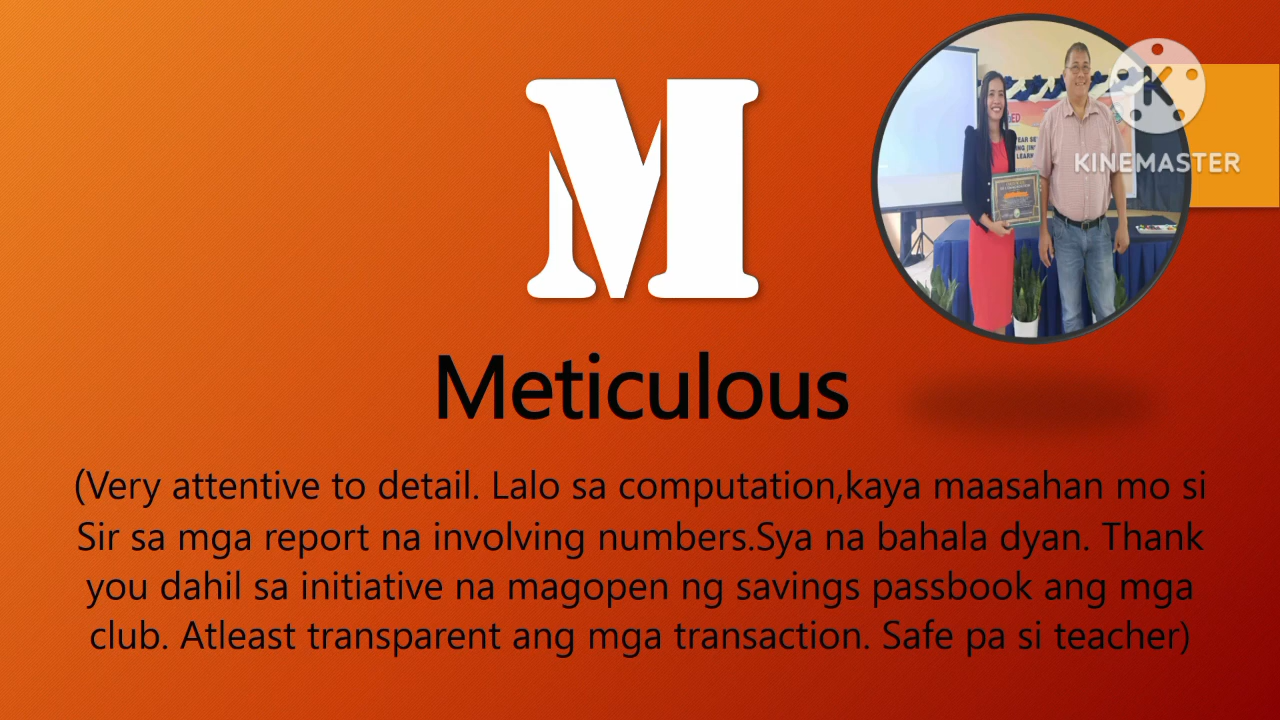 M
KINEMASTER
Meticulous
(Very attentive to detail. Lalo sa computation,kaya maasahan mo si
Sir sa mga report na involving numbers.Sya na bahala dyan. Thank
you dahil sa initiative na magopen ng savings passbook ang mga
club. Atleast transparent ang mga transaction. Safe pa si teacher)